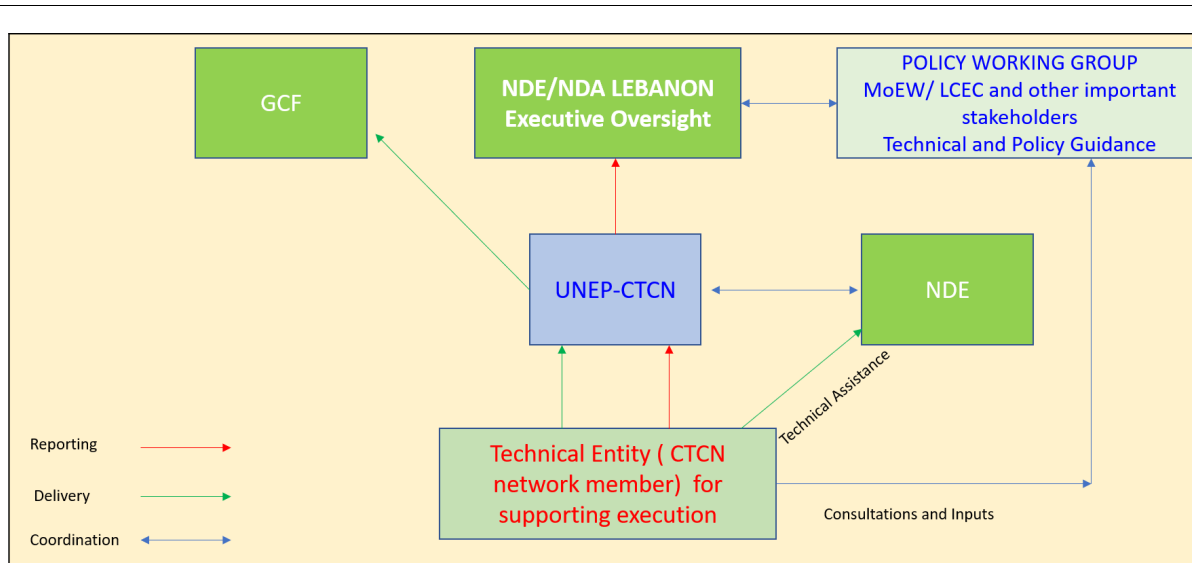 GCF
NDE/NDA LEBANON
Executive Oversight
POLICY WORKING GROUP
MoEW/ LCEC and other important
stakeholders
Technical and Policy Guidance
UNEP-CTCN
NDE
Technical Assistance
Technical Entity ( CTCN
network member)  for
supporting execution
Consultations and Inputs
Reporting
Delivery
Coordination